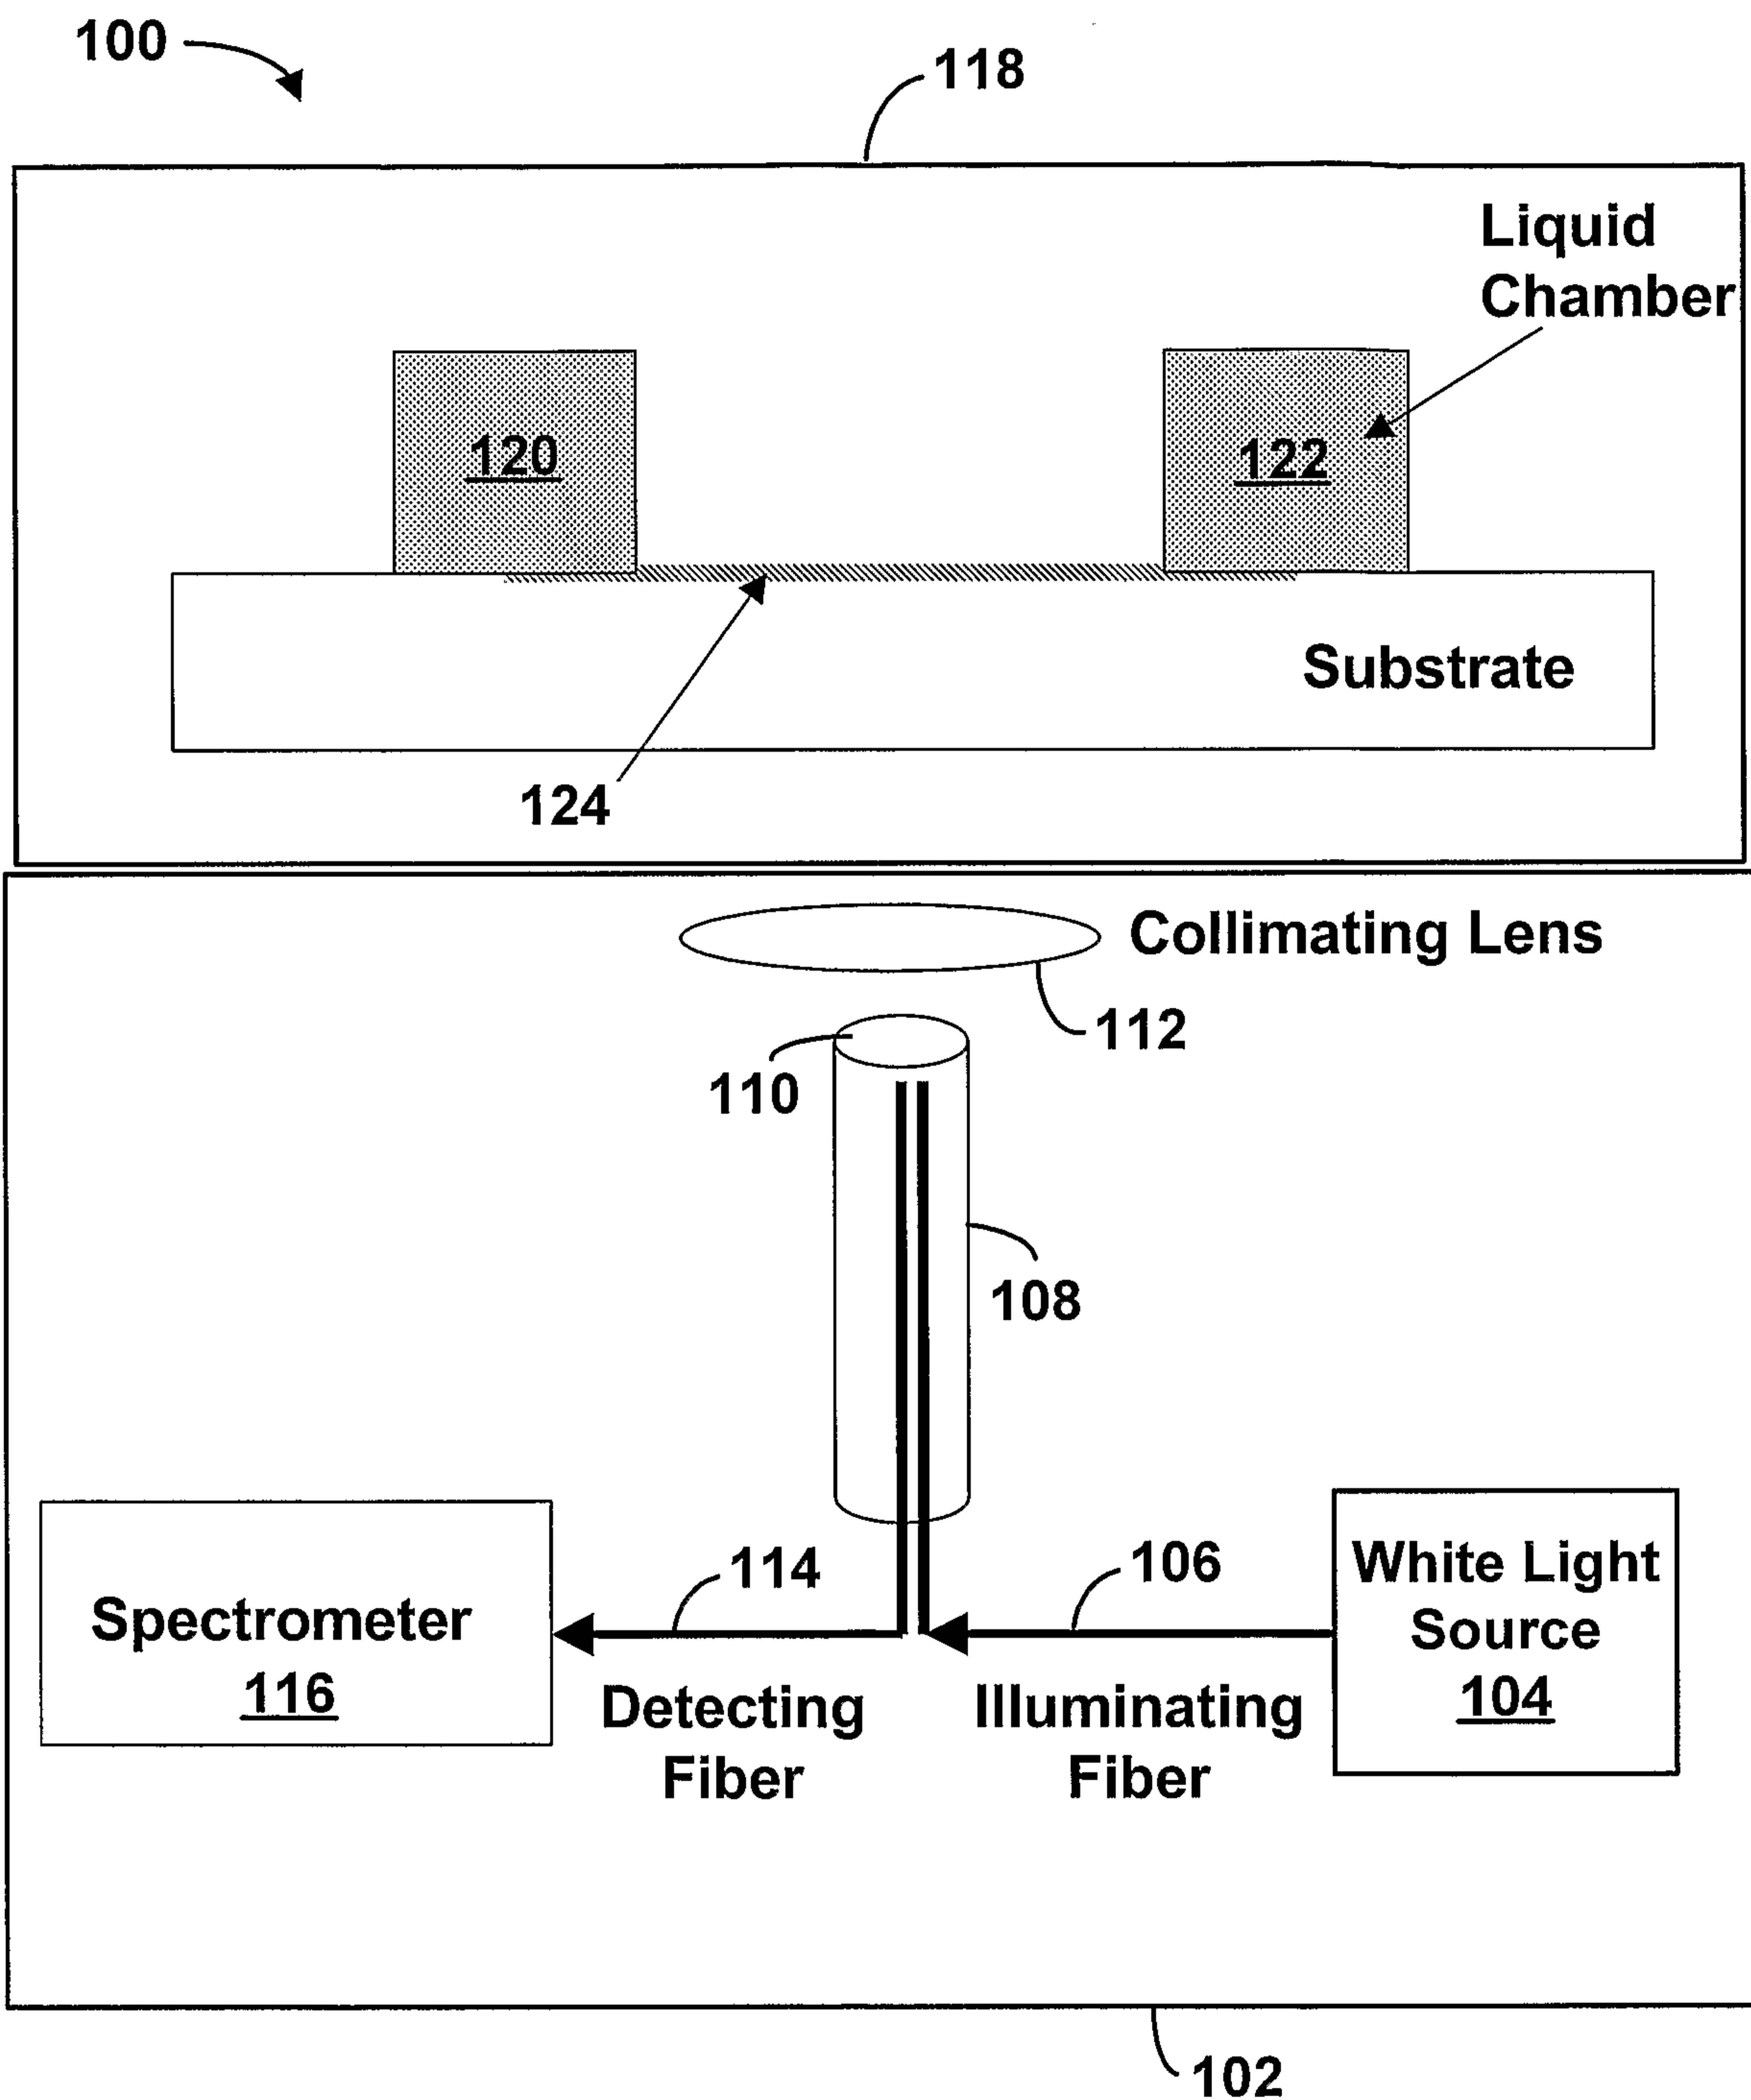 100
118
Liquid
Chamber
120
122
Substrate
124
Collimating Lens
112
110
108
114
106
White Light
Source
104
Spectrometer
116
Detecting
Fiber
Illuminating
Fiber
102